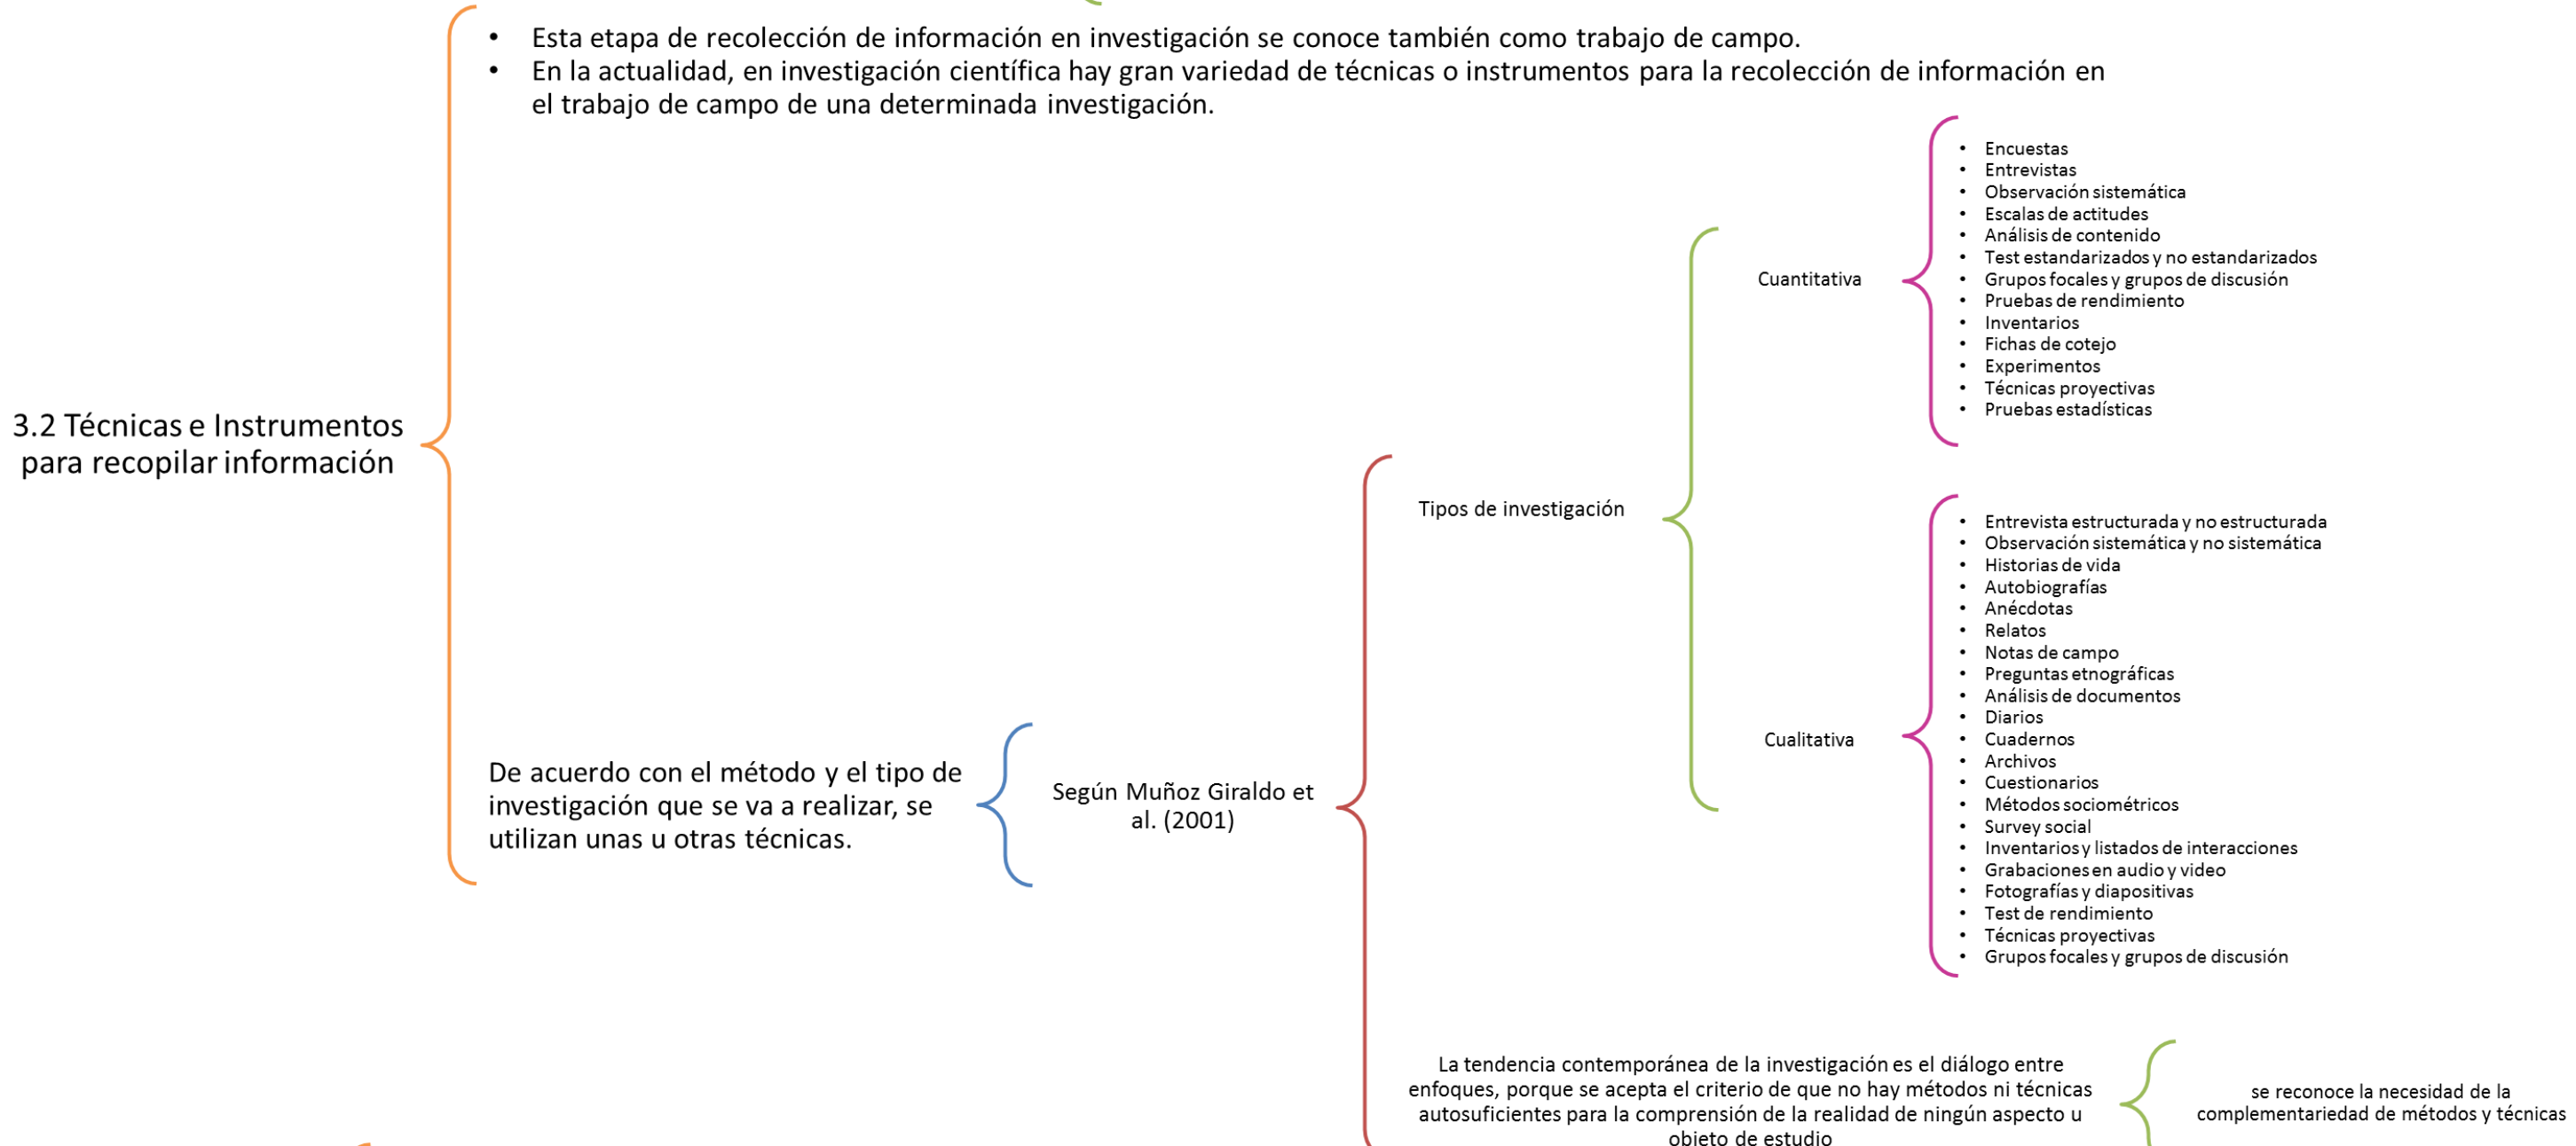 • Esta etapa de recolección de información en investigación se conoce también como trabajo de campo.
• En la actualidad, en investigación científica hay gran variedad de técnicas o instrumentos para la recolección de información en
el trabajo de campo de una determinada investigación.
3.2 Técnicas e Instrumentos
para recopilar información
De acuerdo con el método y el tipo de
investigación que se va a realizar, se
utilizan unas u otras técnicas.
Según Muñoz Giraldo et
al. (2001)
Tipos de investigación
Cuantitativa
• Encuestas
• Entrevistas
• Observación sistemática
• Escalas de actitudes
• Análisis de contenido
• Test estandarizados y no estandarizados
• Grupos focales y grupos de discusión
• Pruebas de rendimiento
• Inventarios
• Fichas de cotejo
• Experimentos
• Técnicas proyectivas
• Pruebas estadísticas
Cualitativa
• Entrevista estructurada y no estructurada
• Observación sistemática y no sistemática
• Historias de vida
• Autobiografías
• Anécdotas
• Relatos
• Notas de campo
• Preguntas etnográficas
• Análisis de documentos
• Diarios
• Cuadernos
• Archivos
• Cuestionarios
• Métodos sociométricos
• Survey social
• Inventarios y listados de interacciones
• Grabaciones en audio y video
• Fotografías y diapositivas
• Test de rendimiento
• Técnicas proyectivas
• Grupos focales y grupos de discusión
La tendencia contemporánea de la investigación es el diálogo entre
enfoques, porque se acepta el criterio de que no hay métodos ni técnicas
autosuficientes para la comprensión de la realidad de ningún aspecto u
objeto de estudio
se reconoce la necesidad de la
complementariedad de métodos y técnicas